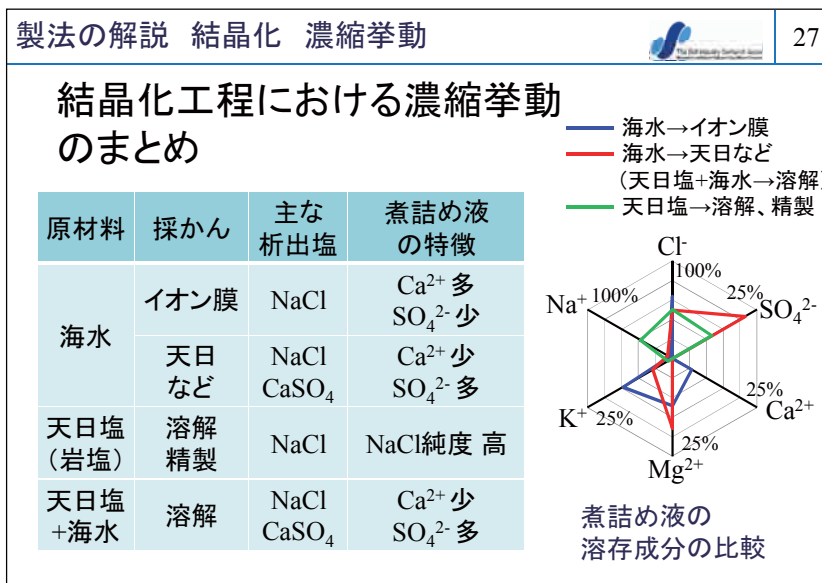 製法の解説 結晶化 濃縮挙動
27
結晶化工程における濃縮挙動
のまとめ
海水→イオン膜
海水→天日など
（天日塩+海水→溶解）
天日塩→溶解、精製
原材料 採かん 主な析出塩 煮詰め液の特徴
海水 イオン膜 NaCl Ca²⁺ 多
SO₄²⁻ 少
天日など NaCl
CaSO₄ Ca²⁺ 少
SO₄²⁻ 多
天日塩
（岩塩） 溶解
精製 NaCl NaCl純度 高
天日塩
+海水 溶解 NaCl
CaSO₄ Ca²⁺ 少
SO₄²⁻ 多
Cl⁻
100%
Na⁺ 100%
25% SO₄²⁻
K⁺ 25%
25% Ca²⁺
25%
Mg²⁺
煮詰め液の
溶存成分の比較